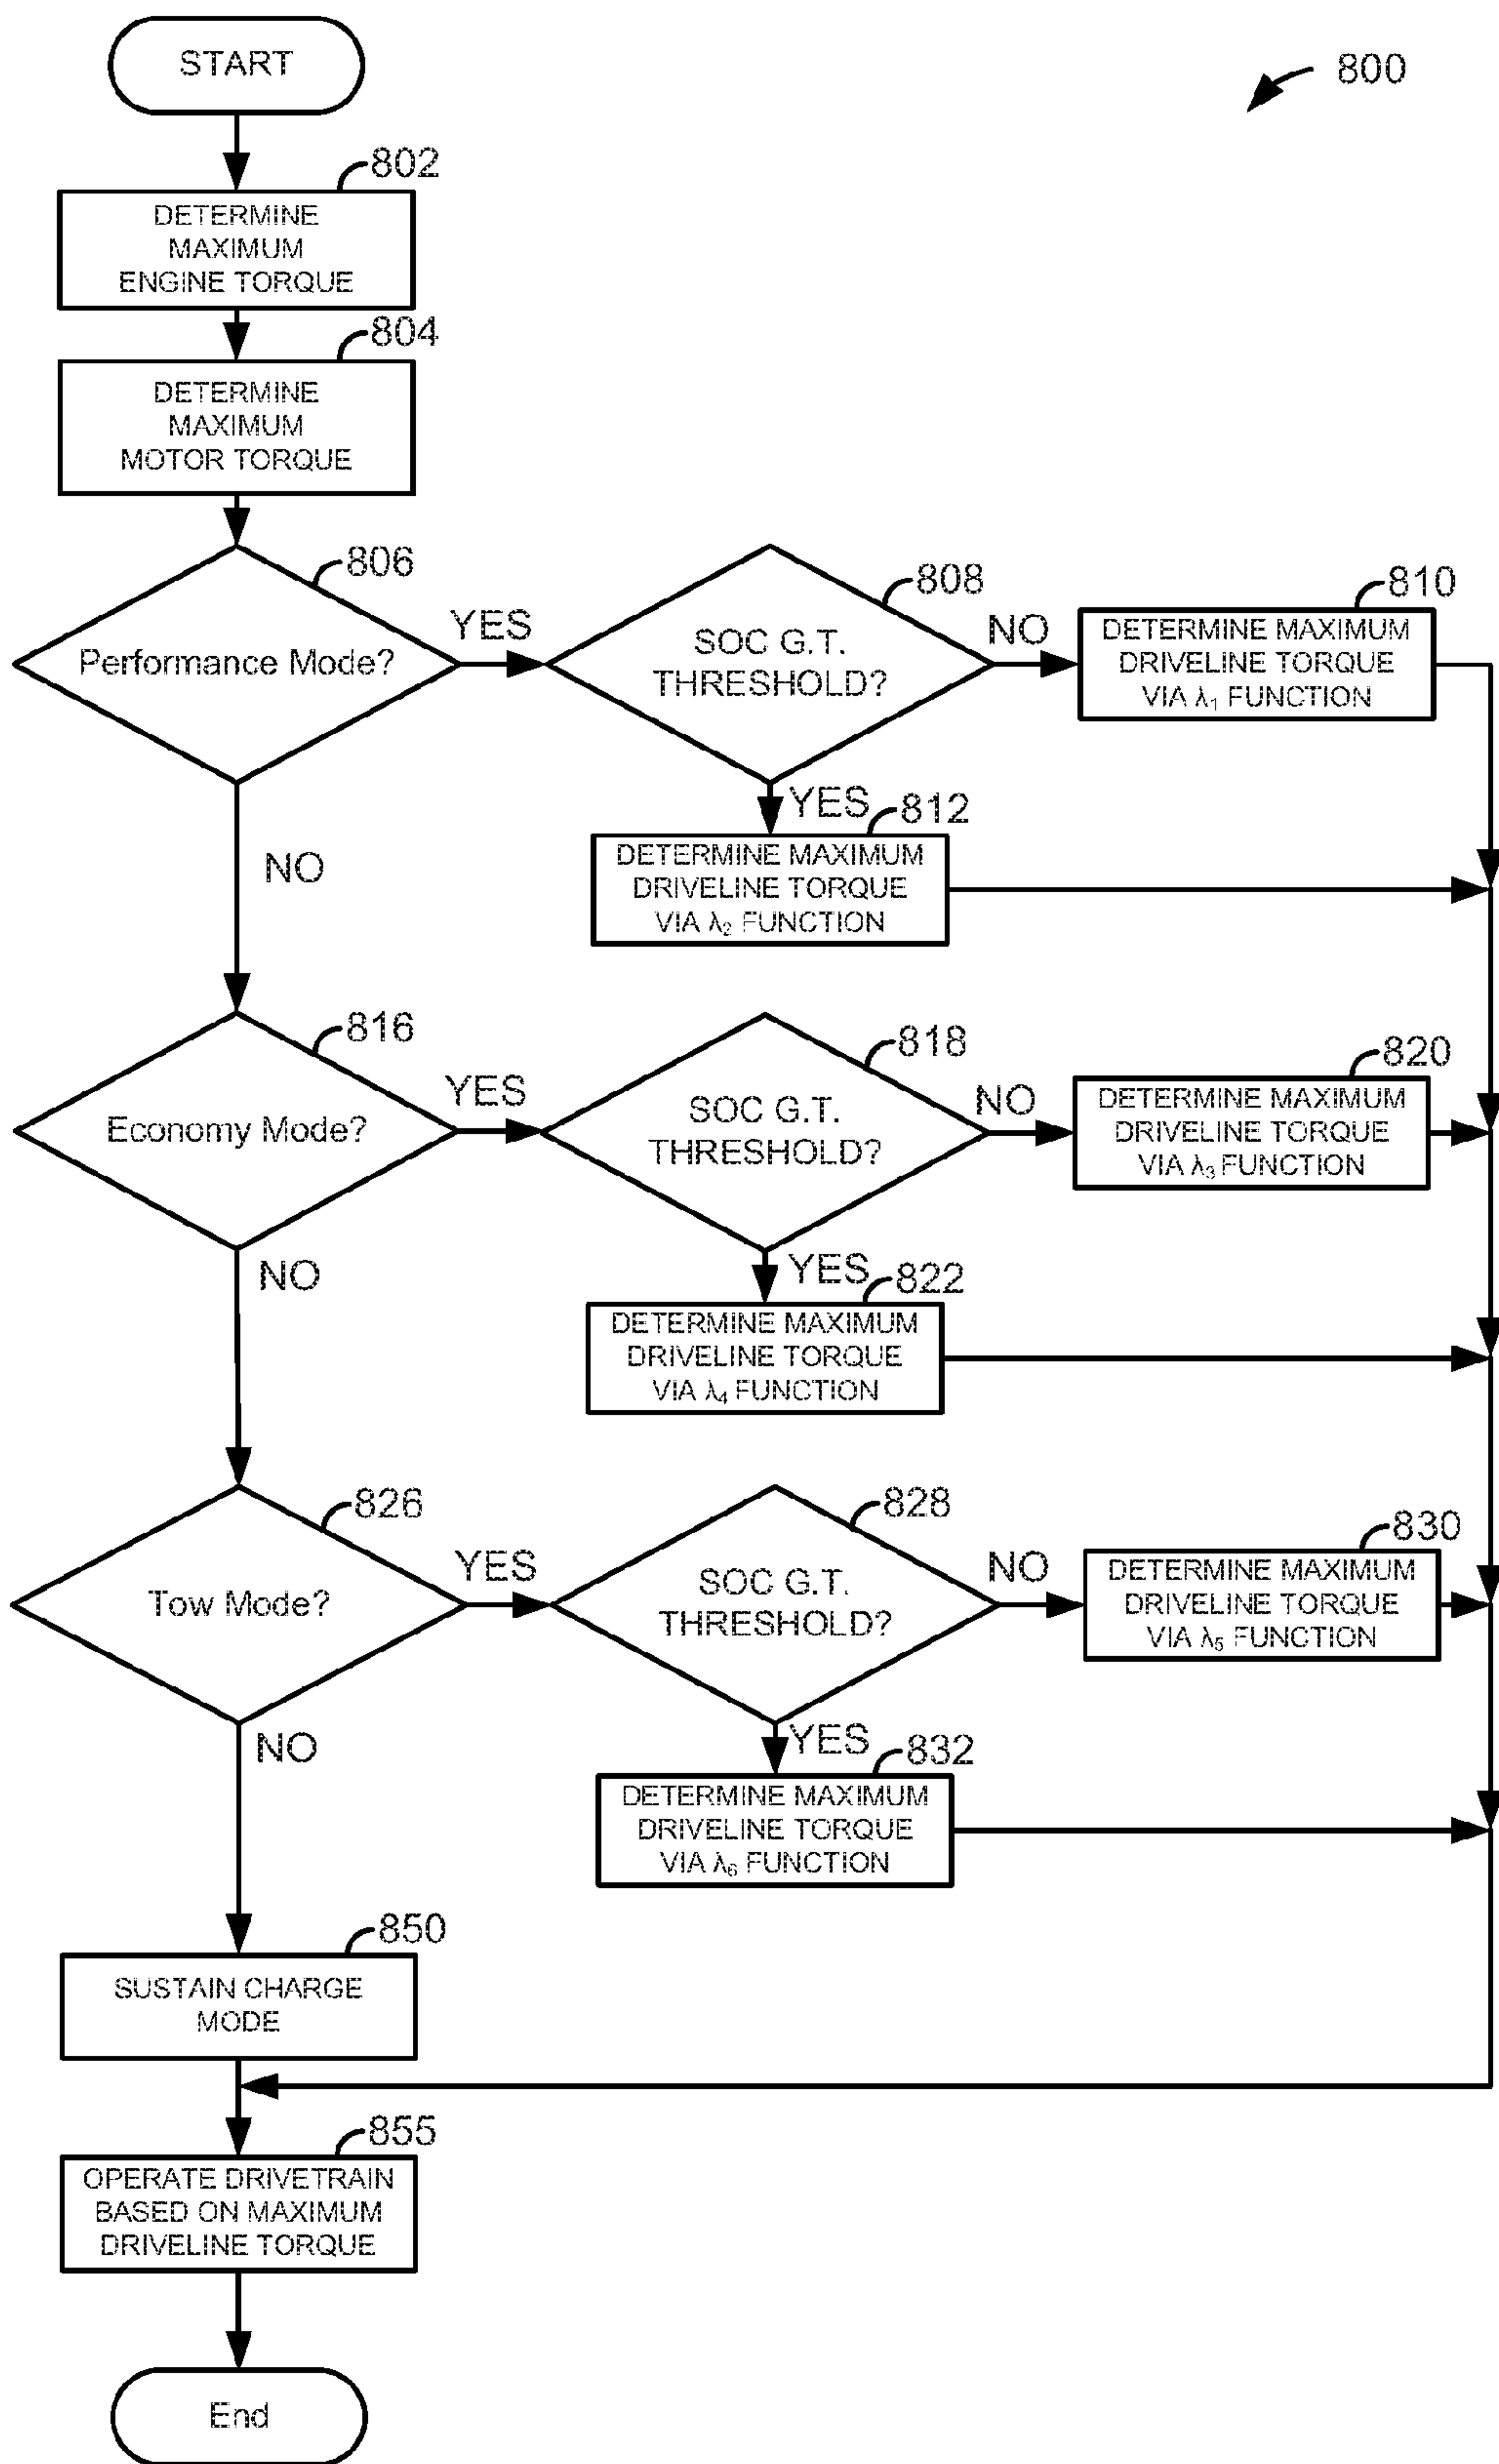 START
800
802
DETERMINE
MAXIMUM
ENGINE TORQUE
804
DETERMINE
MAXIMUM
MOTOR TORQUE
806
Performance Mode?
YES
808
SOC G.T.
THRESHOLD?
NO
810
DETERMINE MAXIMUM
DRIVELINE TORQUE
VIA λ₁ FUNCTION
YES
812
DETERMINE MAXIMUM
DRIVELINE TORQUE
VIA λ₂ FUNCTION
NO
816
Economy Mode?
YES
818
SOC G.T.
THRESHOLD?
NO
820
DETERMINE MAXIMUM
DRIVELINE TORQUE
VIA λ₃ FUNCTION
YES
822
DETERMINE MAXIMUM
DRIVELINE TORQUE
VIA λ₄ FUNCTION
NO
826
Tow Mode?
YES
828
SOC G.T.
THRESHOLD?
NO
830
DETERMINE MAXIMUM
DRIVELINE TORQUE
VIA λ₅ FUNCTION
YES
832
DETERMINE MAXIMUM
DRIVELINE TORQUE
VIA λ₆ FUNCTION
NO
850
SUSTAIN CHARGE
MODE
855
OPERATE DRIVETRAIN
BASED ON MAXIMUM
DRIVELINE TORQUE
End